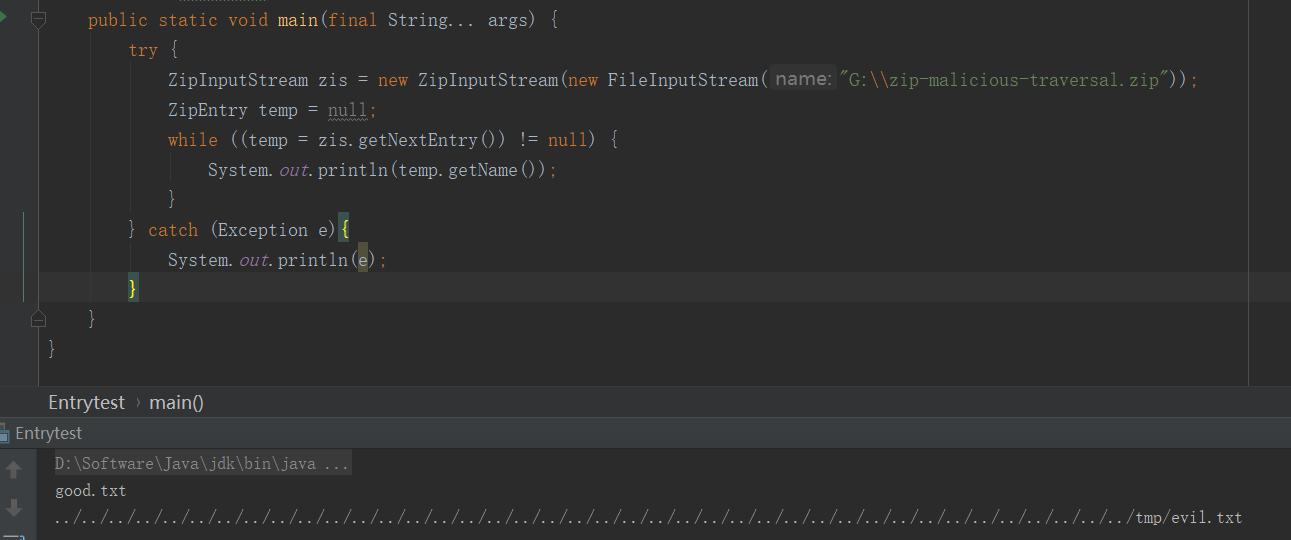 public static void main(final String... args) {
try {
ZipInputStream zis = new ZipInputStream(new FileInputStream( name: "G:\\zip-malicious-traversal.zip"));
ZipEntry temp = null;
while ((temp = zis.getNextEntry()) != null) {
System.out.println(temp.getName());
}
} catch (Exception e){
System.out.println(e);
}
}
}
Entrytest › main()
Entrytest
D:\Software\Java\jdk\bin\java ...
good.txt
../../../../../../../../../../../../../../../../../../../../../../../../../../../../../../../../../../../../../../../../tmp/evil.txt